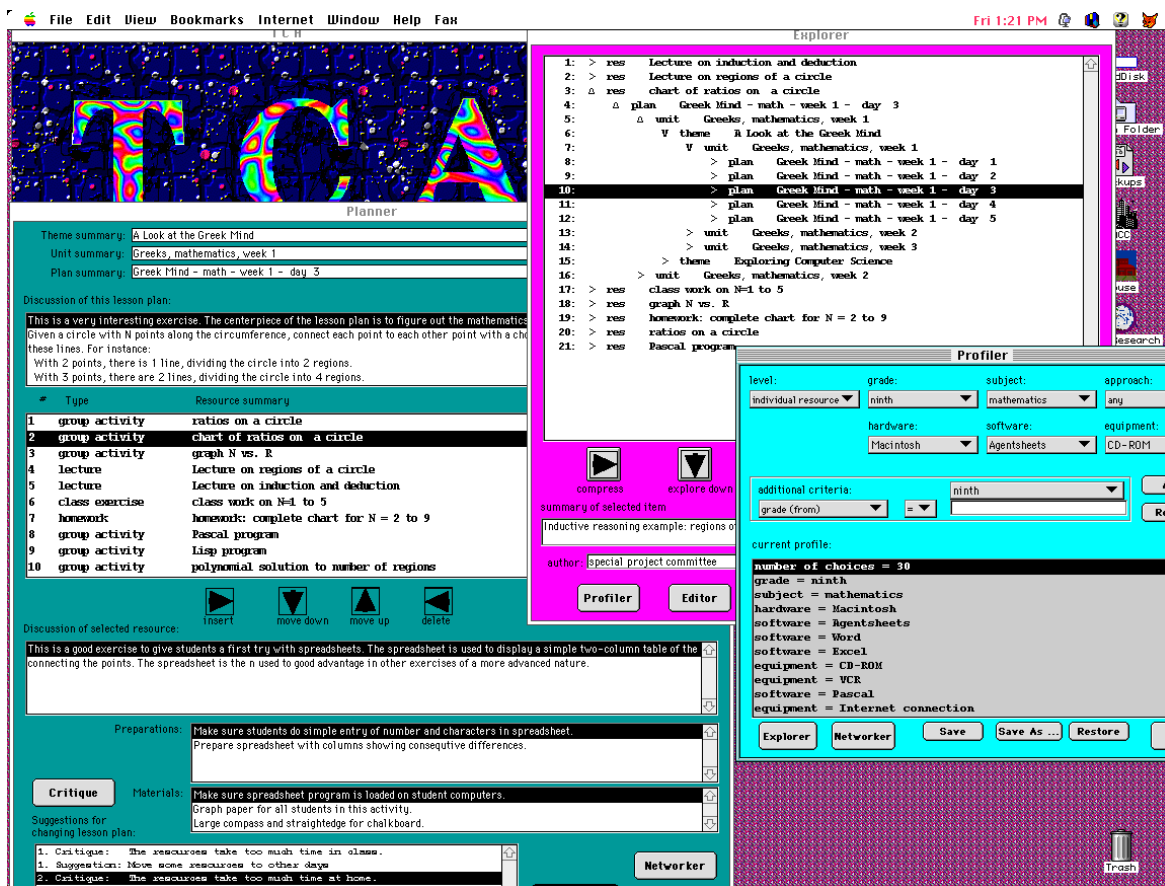 File Edit View Bookmarks Internet Window Help Fax
Fri 1:21 PM
TCA
Planner
Theme summary: A Look at the Greek Mind
Unit summary: Greeks, mathematics, week 1
Plan summary: Greek Mind - math - week 1 - day 3
Discussion of this lesson plan:
This is a very interesting exercise. The centerpiece of the lesson plan is to figure out the mathematics
Given a circle with N points along the circumference, connect each point to each other point with a cho
these lines. For instance:
With 2 points, there is 1 line, dividing the circle into 2 regions.
With 3 points, there are 2 lines, dividing the circle into 4 regions.
# Type Resource summary
1 group activity ratios on a circle
2 group activity chart of ratios on a circle
3 group activity graph N vs. R
4 lecture Lecture on regions of a circle
5 lecture Lecture on induction and deduction
6 class exercise class work on N=1 to 5
7 homework homework: complete chart for N = 2 to 9
8 group activity Pascal program
9 group activity Lisp program
10 group activity polynomial solution to number of regions
insert move down move up delete
Discussion of selected resource:
This is a good exercise to give students a first try with spreadsheets. The spreadsheet is used to display a simple two-column table of the
connecting the points. The spreadsheet is the n used to good advantage in other exercises of a more advanced nature.
Preparations: Make sure students do simple entry of number and characters in spreadsheet.
Prepare spreadsheet with columns showing consequtive differences.
Critique
Materials: Make sure spreadsheet program is loaded on student computers.
Graph paper for all students in this activity.
Large compass and straightedge for chalkboard.
Suggestions for
changing lesson plan:
1. Critique: The resources take too much time in class.
1. Suggestion: Move some resources to other days
2. Critique: The resources take too much time at home.
Networker
Explorer
1: > res Lecture on induction and deduction
2: > res Lecture on regions of a circle
3: Δ res chart of ratios on a circle
4: Δ plan Greek Mind - math - week 1 - day 3
5: Δ unit Greeks, mathematics, week 1
6: V theme A Look at the Greek Mind
7: V unit Greeks, mathematics, week 1
8: > plan Greek Mind - math - week 1 - day 1
9: > plan Greek Mind - math - week 1 - day 2
10: > plan Greek Mind - math - week 1 - day 3
11: > plan Greek Mind - math - week 1 - day 4
12: > plan Greek Mind - math - week 1 - day 5
13: > unit Greeks, mathematics, week 2
14: > unit Greeks, mathematics, week 3
15: > theme Exploring Computer Science
16: > unit Greeks, mathematics, week 2
17: > res class work on N=1 to 5
18: > res graph N vs. R
19: > res homework: complete chart for N = 2 to 9
20: > res ratios on a circle
21: > res Pascal program
compress explore down
summary of selected item
Inductive reasoning example: regions o
author: special project committee
Profiler Editor
Profiler
level: grade: subject: approach:
individual resource ninth mathematics any
hardware: software: equipment:
Macintosh Agentsheets CD-ROM
additional criteria: ninth
grade (from) =
current profile:
number of choices = 30
grade = ninth
subject = mathematics
hardware = Macintosh
software = Agentsheets
software = Word
software = Excel
equipment = CD-ROM
equipment = VCR
software = Pascal
equipment = Internet connection
Explorer Networker Save Save As ... Restore
dDisk
Folder
kups
use
esearch
Trash